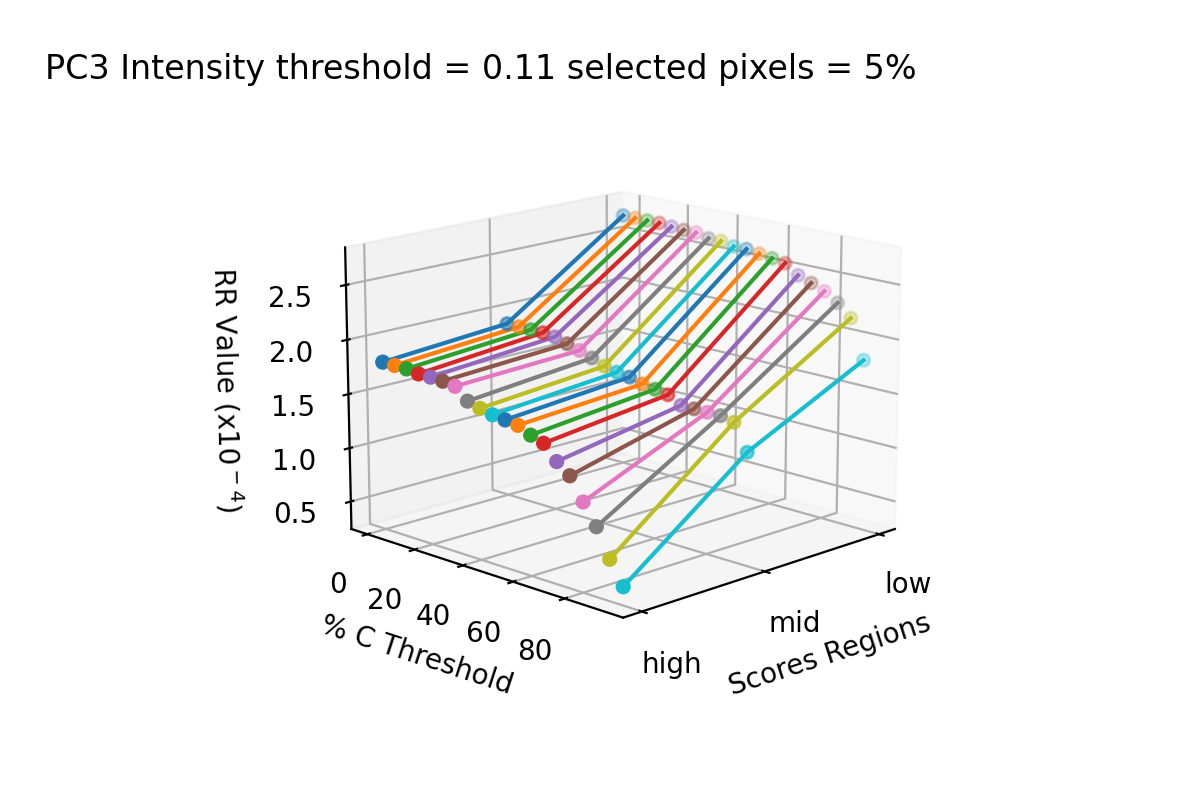 PC3 Intensity threshold = 0.11 selected pixels = 5%
RR Value (x10⁻⁴)
2.5
2.0
1.5
1.0
0.5
0
20
40
60
80
% C Threshold
high
mid
low
Scores Regions